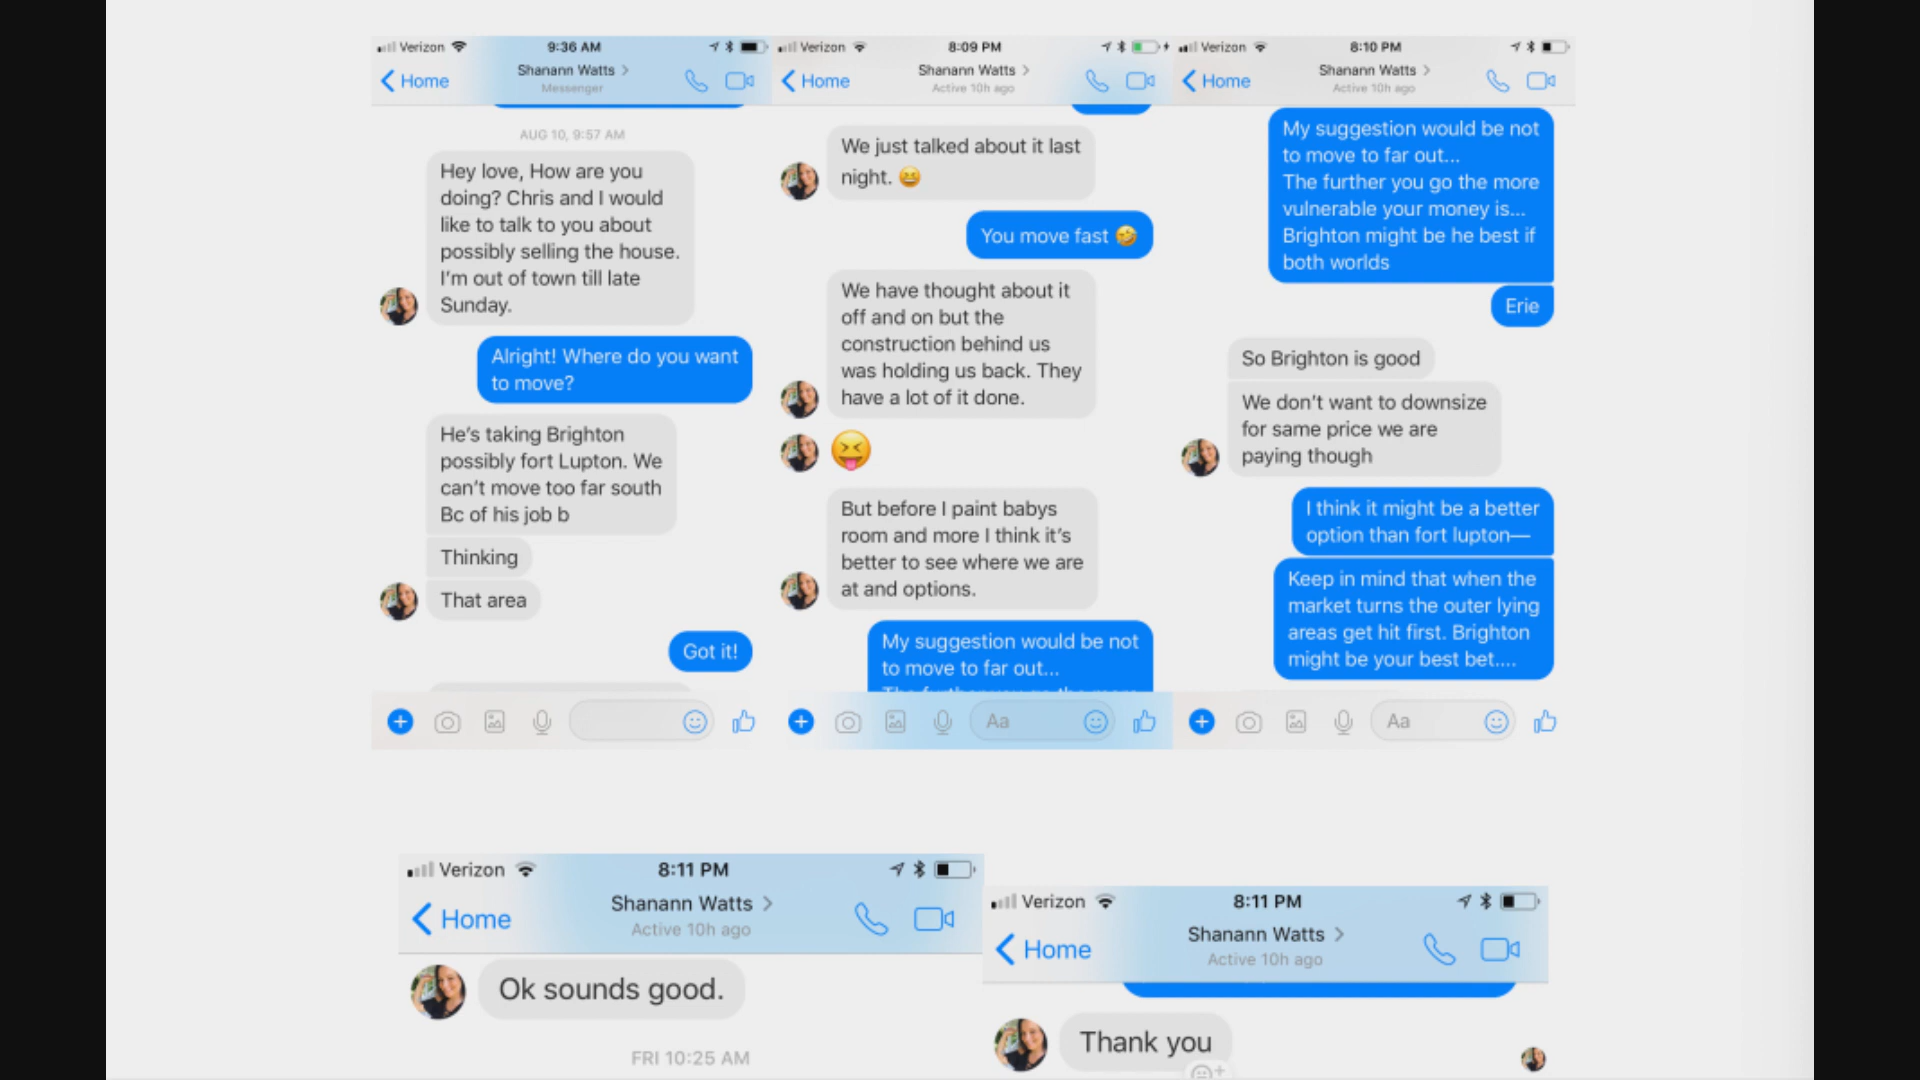 Verizon 9:36 AM
Home Shanann Watts
Messenger
AUG 10, 9:57 AM
Hey love, How are you
doing? Chris and I would
like to talk to you about
possibly selling the house.
I'm out of town till late
Sunday.
Alright! Where do you want
to move?
He's taking Brighton
possibly fort Lupton. We
can't move too far south
Bc of his job b
Thinking
That area
Got it!
Verizon 8:09 PM
Home Shanann Watts
Active 10h ago
We just talked about it last
night. 😆
You move fast 🤣
We have thought about it
off and on but the
construction behind us
was holding us back. They
have a lot of it done.
😝
But before I paint babys
room and more I think it's
better to see where we are
at and options.
My suggestion would be not
to move to far out...
The further you go the more
Aa
Verizon 8:10 PM
Home Shanann Watts
Active 10h ago
My suggestion would be not
to move to far out...
The further you go the more
vulnerable your money is...
Brighton might be he best if
both worlds
Erie
So Brighton is good
We don't want to downsize
for same price we are
paying though
I think it might be a better
option than fort lupton—
Keep in mind that when the
market turns the outer lying
areas get hit first. Brighton
might be your best bet....
Aa
Verizon 8:11 PM
Home Shanann Watts
Active 10h ago
Ok sounds good.
FRI 10:25 AM
Verizon 8:11 PM
Home Shanann Watts
Active 10h ago
Thank you